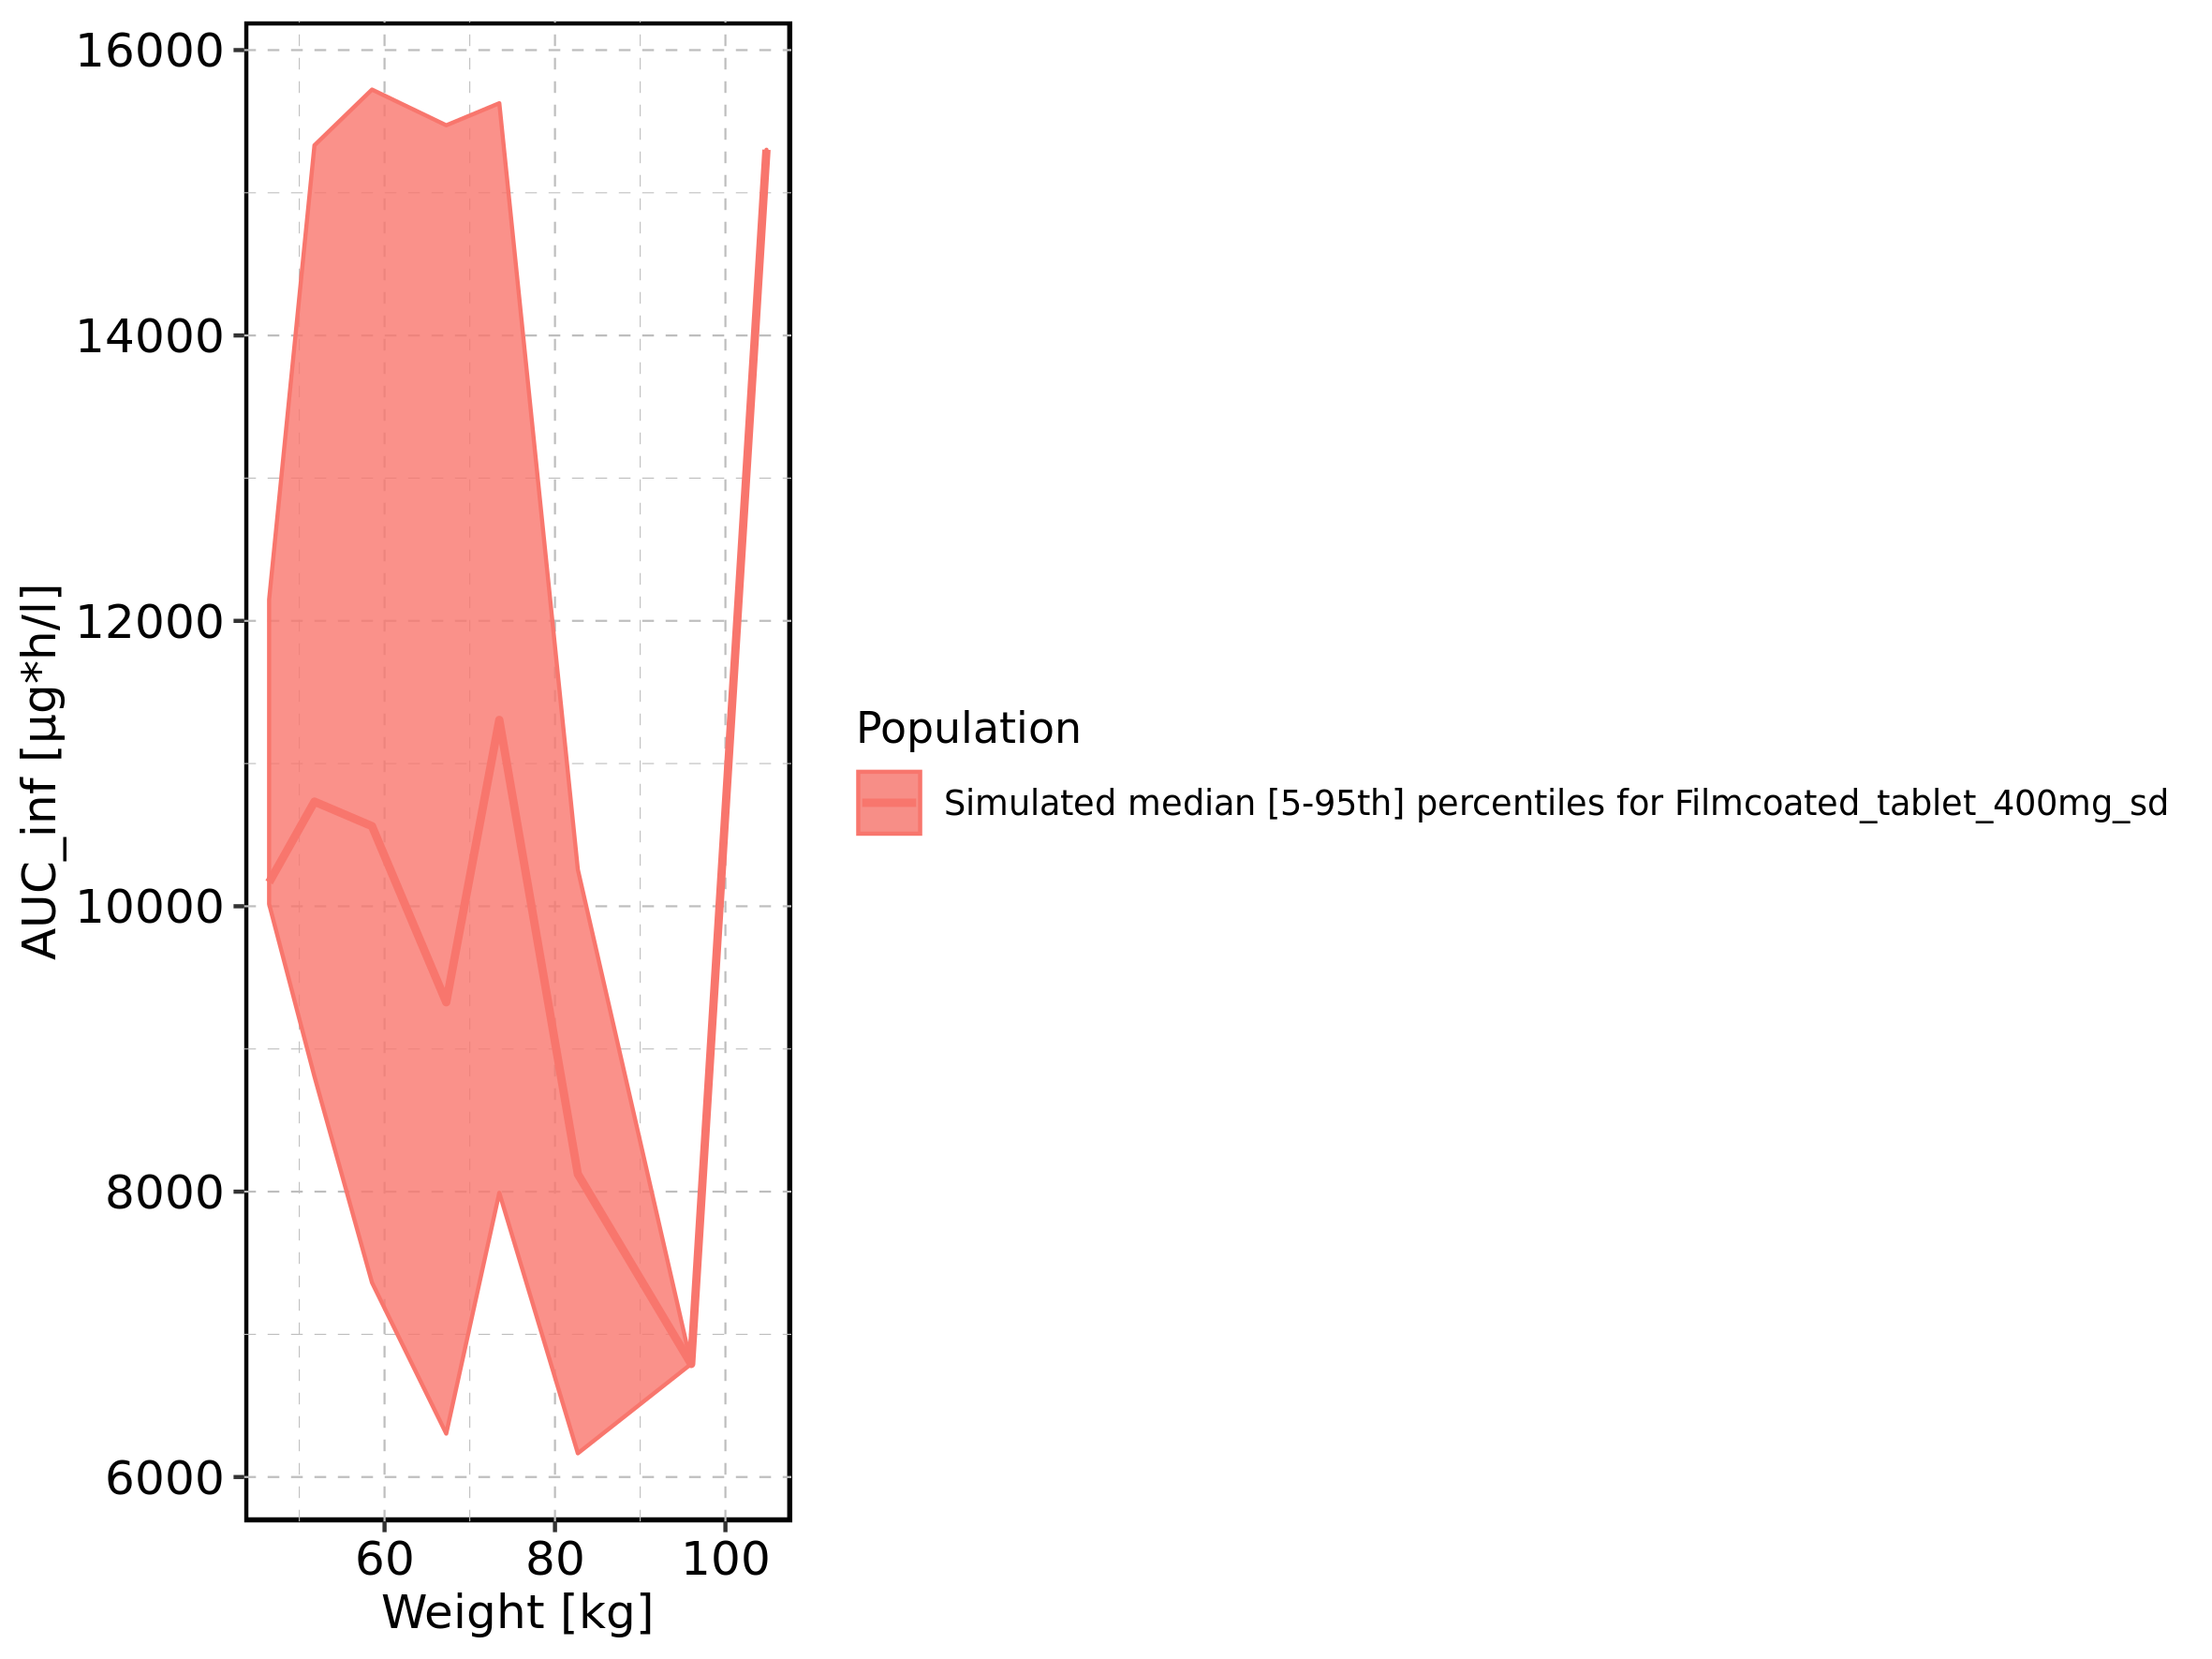 16000
14000
12000
10000
8000
6000
AUC_inf [µg*h/l]
60 80 100
Weight [kg]
Population
Simulated median [5-95th] percentiles for Filmcoated_tablet_400mg_sd